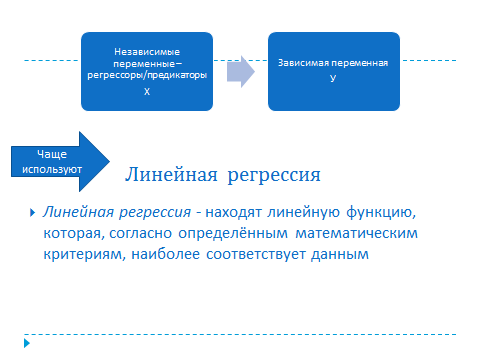 Независимые
переменные–
регрессоры/предикаторы
X
Зависимая переменная
У
Чаще
используют
Линейная регрессия
Линейная регрессия - находят линейную функцию,
которая, согласно определённым математическим
критериям, наиболее соответствует данным